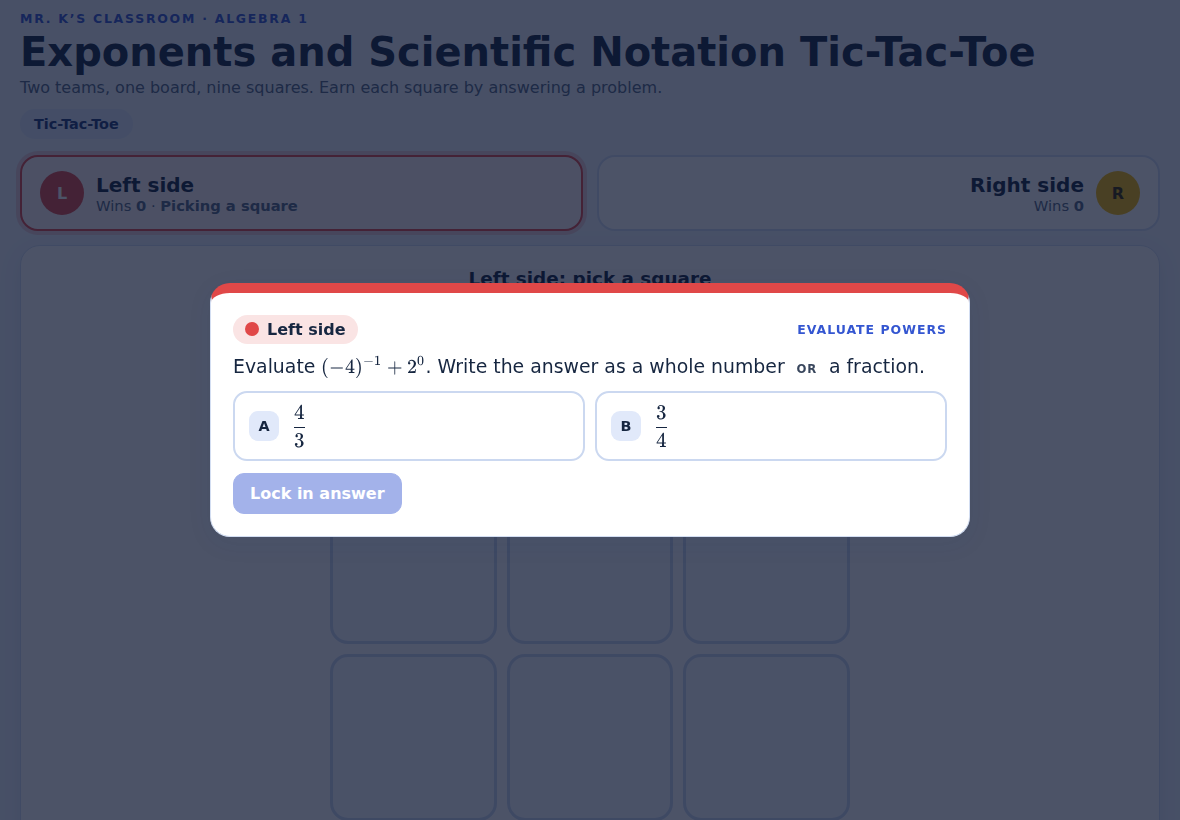 MR. K’S CLASSROOM · ALGEBRA 1
Exponents and Scientific Notation Tic-Tac-Toe
Two teams, one board, nine squares. Earn each square by answering a problem.
Tic-Tac-Toe
L
Left side
Wins 0 · Picking a square
Right side
Wins 0
R
Left side: pick a square
Left side
EVALUATE POWERS
Evaluate (−4)⁻¹ + 2⁰. Write the answer as a whole number OR a fraction.
A 4/3
B 3/4
Lock in answer